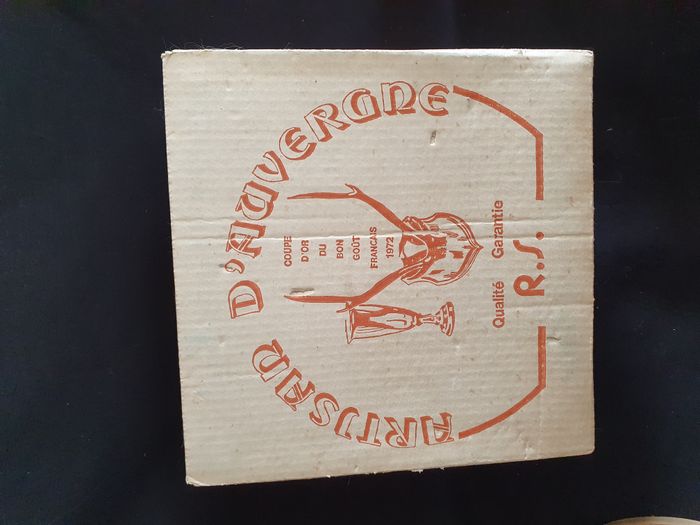 ARTISAN D'AUVERGNE
COUPE
D'OR
DU
BON
GOÛT
FRANÇAIS
1972
Qualité Garantie
R.S.